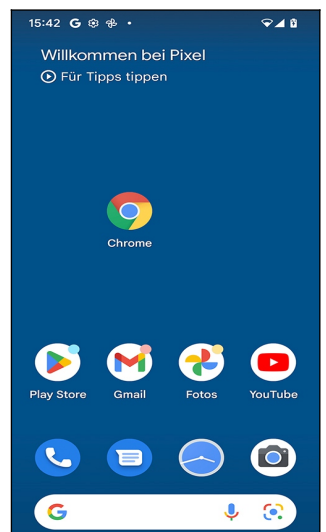 15:42
Willkommen bei Pixel
Für Tipps tippen
Chrome
Play Store Gmail Fotos YouTube